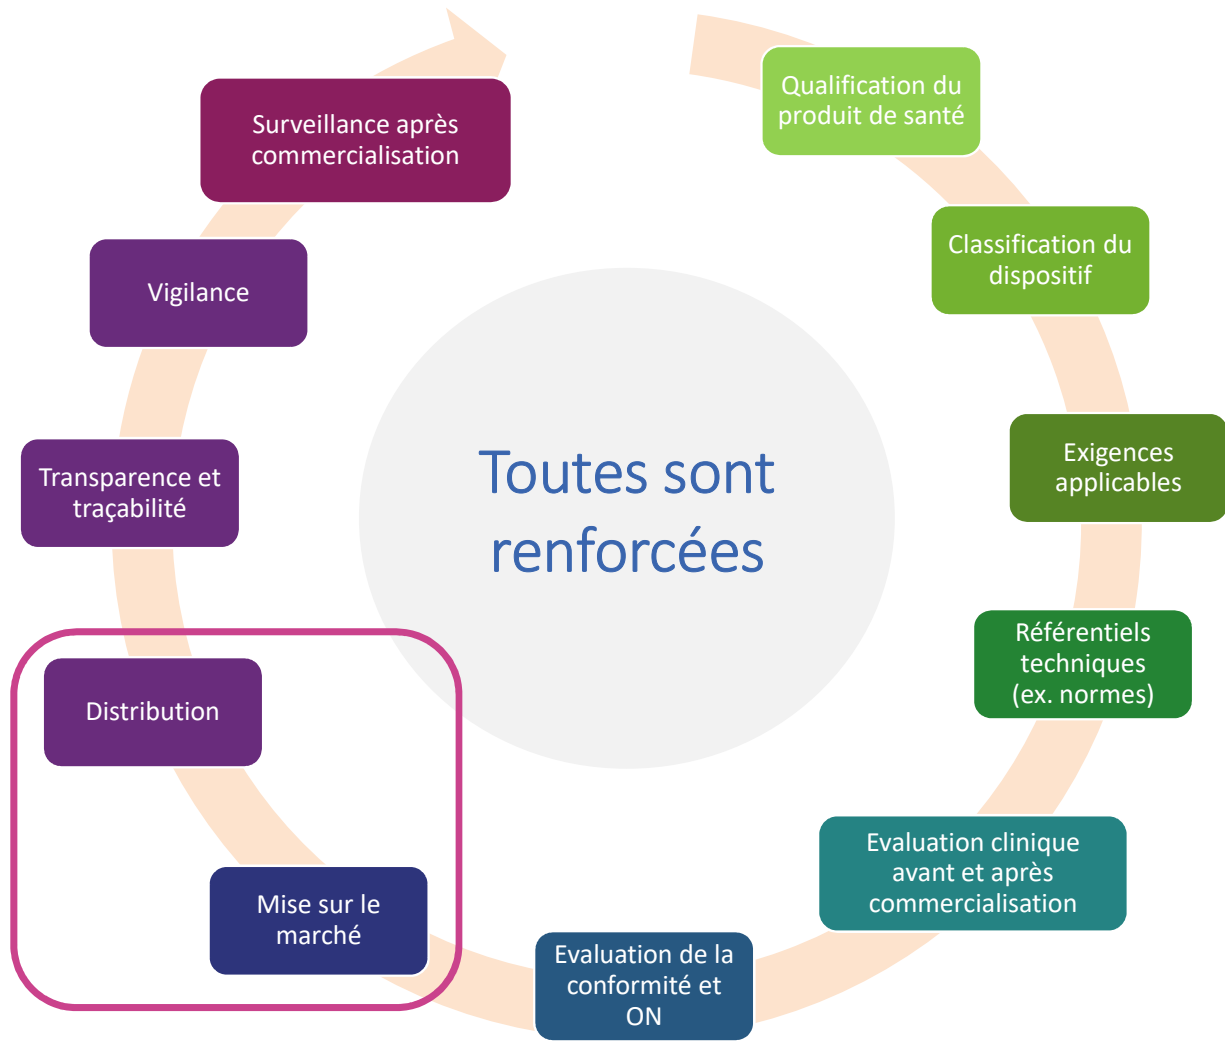 Qualification du
produit de santé
Classification du
dispositif
Exigences
applicables
Référentiels
techniques
(ex. normes)
Evaluation clinique
avant et après
commercialisation
Evaluation de la
conformité et
ON
Mise sur le
marché
Distribution
Transparence et
traçabilité
Vigilance
Surveillance après
commercialisation
Toutes sont
renforcées